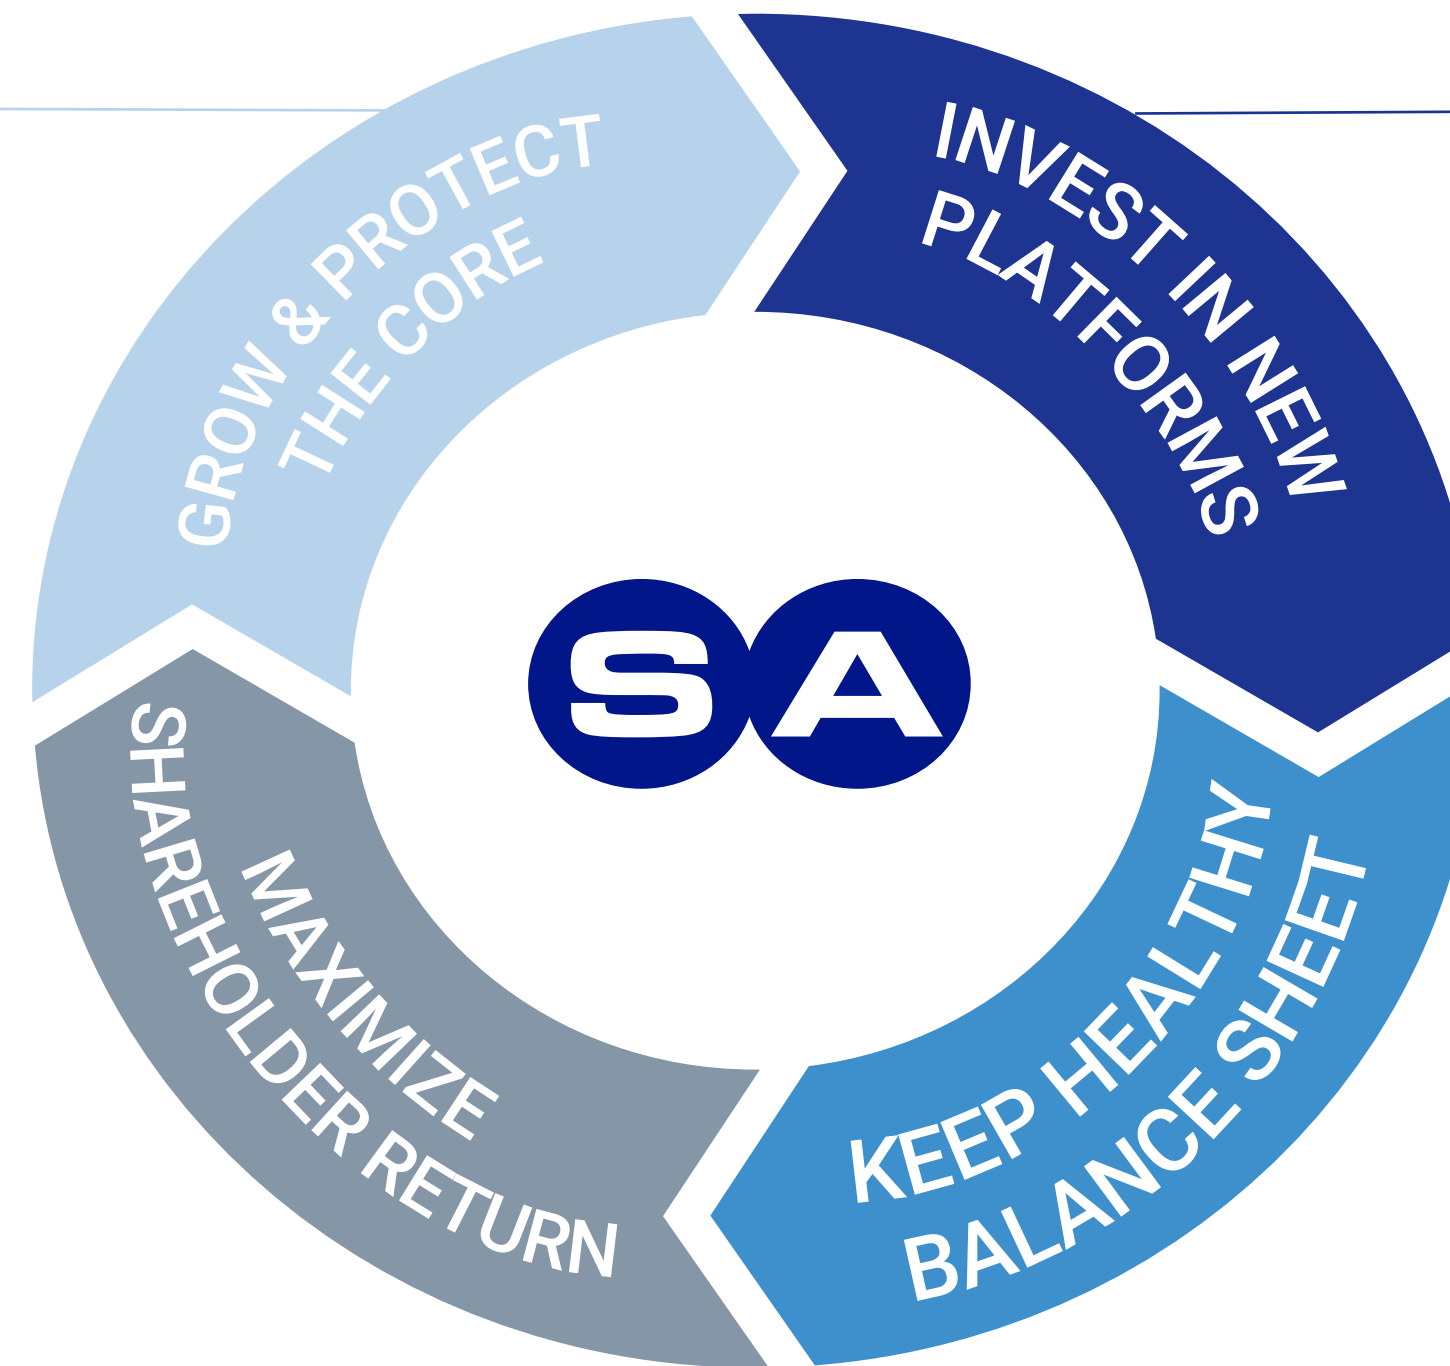 GROW & PROTECT
THE CORE
INVEST IN NEW
PLATFORMS
SA
MAXIMIZE
SHAREHOLDER RETURN
KEEP HEALTHY
BALANCE SHEET